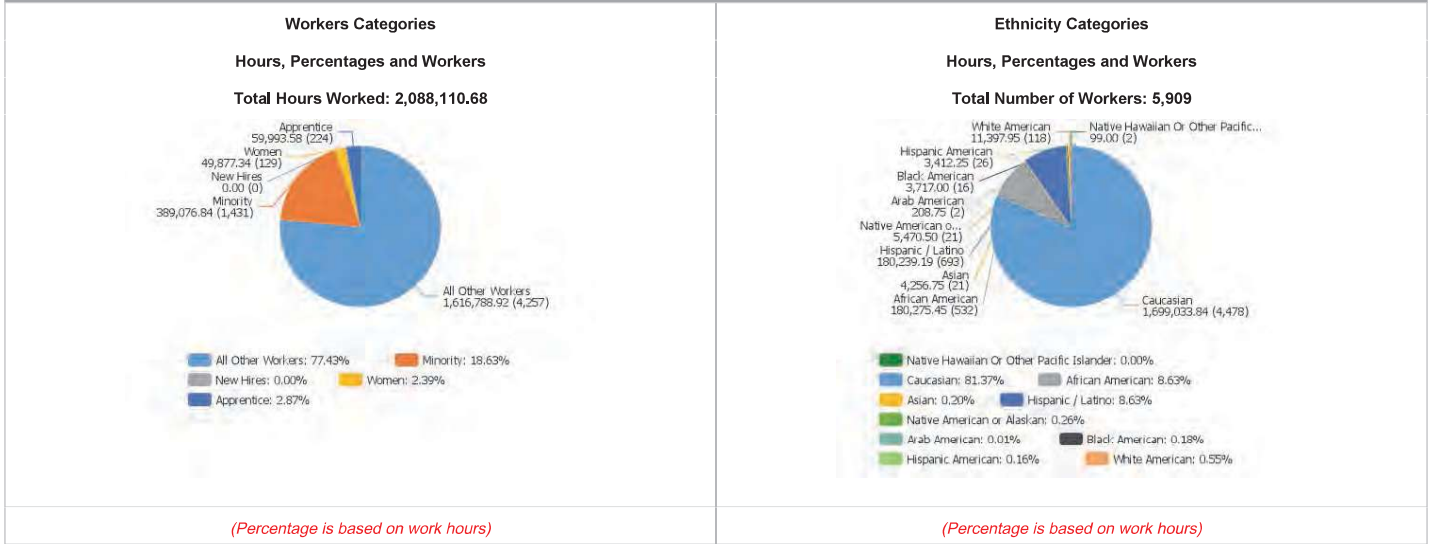 Workers Categories
Hours, Percentages and Workers
Total Hours Worked: 2,088,110.68
Apprentice
59,993.58 (224)
Women
49,877.34 (129)
New Hires
0.00 (0)
Minority
389,076.84 (1,431)
All Other Workers
1,616,788.92 (4,257)
All Other Workers: 77.43%
Minority: 18.63%
New Hires: 0.00%
Women: 2.39%
Apprentice: 2.87%
(Percentage is based on work hours)
Ethnicity Categories
Hours, Percentages and Workers
Total Number of Workers: 5,909
White American
11,397.95 (118)
Native Hawaiian Or Other Pacific...
99.00 (2)
Hispanic American
3,412.25 (26)
Black American
3,717.00 (16)
Arab American
208.75 (2)
Native American o...
5,470.50 (21)
Hispanic / Latino
180,239.19 (693)
Asian
4,256.75 (21)
African American
180,275.45 (532)
Caucasian
1,699,033.84 (4,478)
Native Hawaiian Or Other Pacific Islander: 0.00%
Caucasian: 81.37%
African American: 8.63%
Asian: 0.20%
Hispanic / Latino: 8.63%
Native American or Alaskan: 0.26%
Arab American: 0.01%
Black American: 0.18%
Hispanic American: 0.16%
White American: 0.55%
(Percentage is based on work hours)